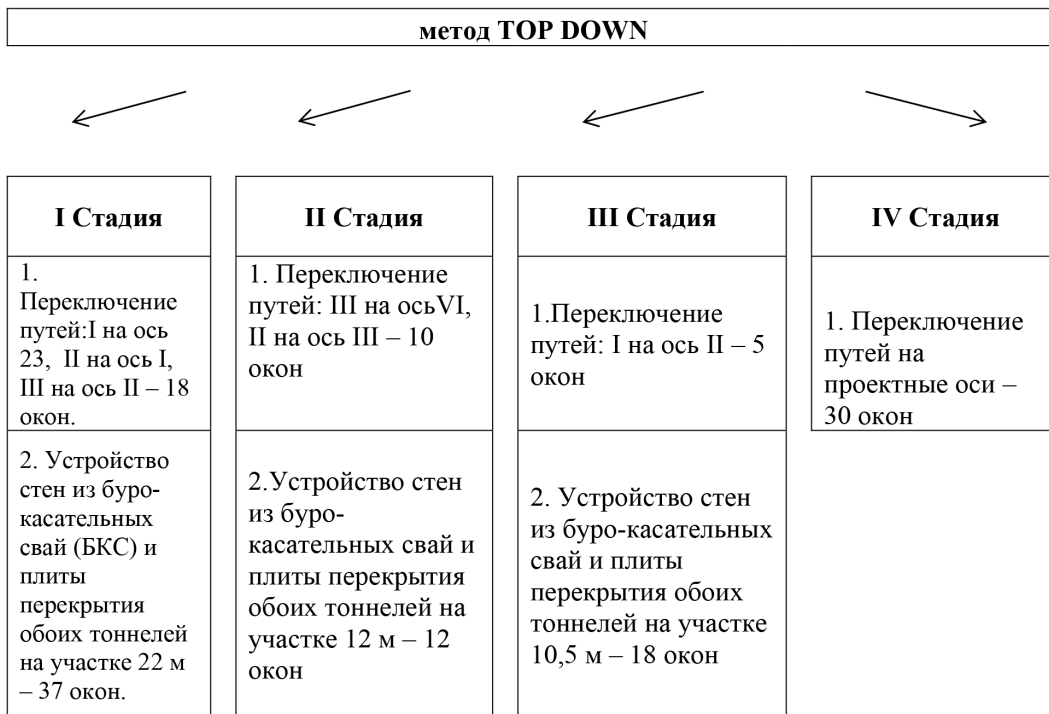 метод TOP DOWN
I Стадия
1.
Переключение
путей:I на ось
23, II на ось I,
III на ось II – 18
окон.
2. Устройство
стен из буро-
касательных
свай (БКС) и
плиты
перекрытия
обоих тоннелей
на участке 22 м
– 37 окон.
II Стадия
1. Переключение
путей: III на осьVI,
II на ось III – 10
окон
2.Устройство стен
из буро-
касательных свай и
плиты перекрытия
обоих тоннелей на
участке 12 м – 12
окон
III Стадия
1.Переключение
путей: I на ось II – 5
окон
2. Устройство стен
из буро-касательных
свай и плиты
перекрытия обоих
тоннелей на участке
10,5 м – 18 окон
IV Стадия
1. Переключение
путей на
проектные оси –
30 окон